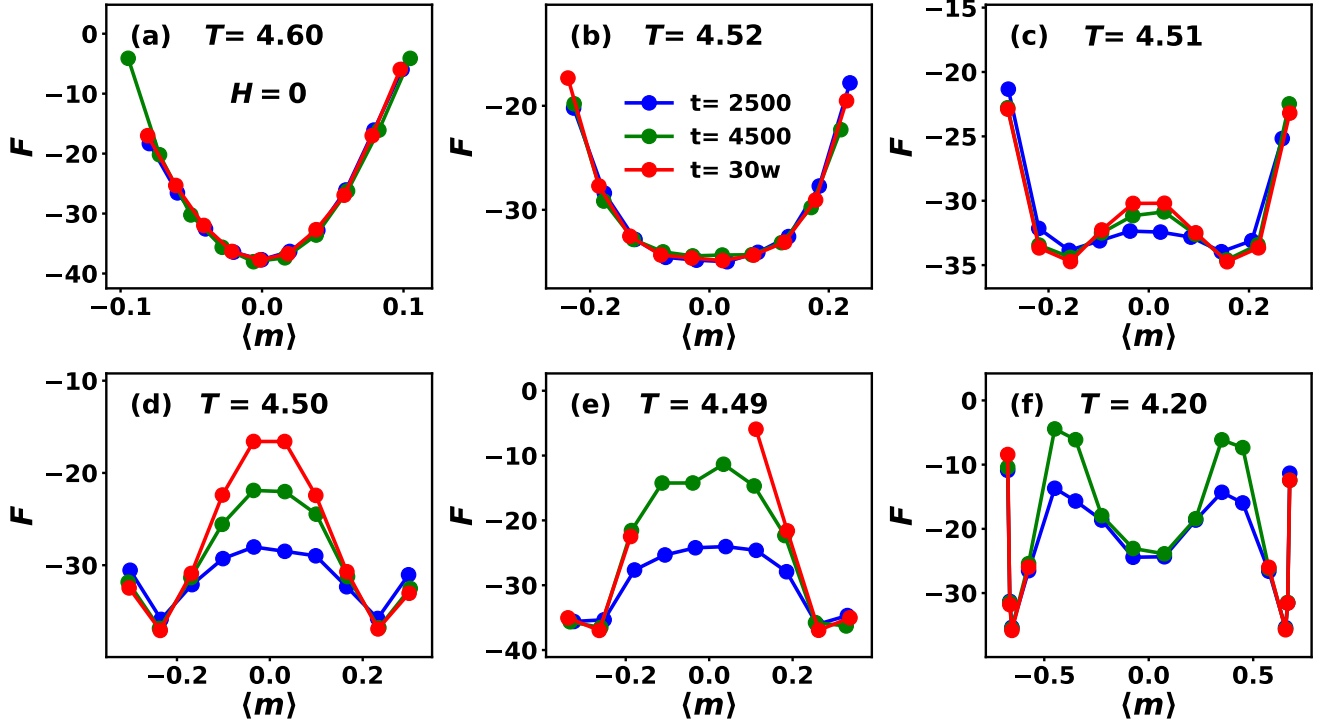 (a) T= 4.60
H = 0
F
0
−10
−20
−30
−40
−0.1 0.0 0.1
⟨m⟩
(b) T= 4.52
t= 2500
t= 4500
t= 30w
F
−20
−30
−0.2 0.0 0.2
⟨m⟩
(c) T= 4.51
F
−15
−20
−25
−30
−35
−0.2 0.0 0.2
⟨m⟩
(d) T = 4.50
F
−10
−20
−30
−0.2 0.0 0.2
⟨m⟩
(e) T = 4.49
F
0
−10
−20
−30
−40
−0.2 0.0 0.2
⟨m⟩
(f) T = 4.20
F
0
−10
−20
−30
−0.5 0.0 0.5
⟨m⟩